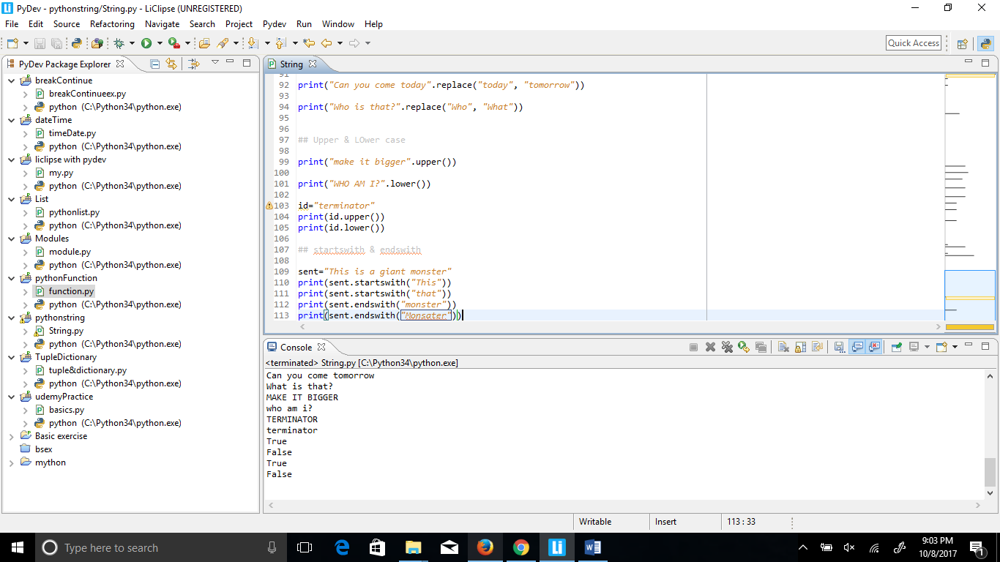 PyDev - pythonstring/String.py - LiClipse (UNREGISTERED)
File Edit Source Refactoring Navigate Search Project Pydev Run Window Help
Quick Access
PyDev Package Explorer
breakContinue
breakContinueex.py
python (C:\Python34\python.exe)
dateTime
timeDate.py
python (C:\Python34\python.exe)
liclipse with pydev
my.py
python (C:\Python34\python.exe)
List
pythonlist.py
python (C:\Python34\python.exe)
Modules
module.py
python (C:\Python34\python.exe)
pythonFunction
function.py
python (C:\Python34\python.exe)
pythonstring
String.py
python (C:\Python34\python.exe)
TupleDictionary
tuple&dictionary.py
python (C:\Python34\python.exe)
udemyPractice
basics.py
python (C:\Python34\python.exe)
Basic exercise
bsex
mython
String
91
92 print("Can you come today".replace("today", "tomorrow"))
93
94 print("Who is that?".replace("Who", "What"))
95
96
97 ## Upper & LOwer case
98
99 print("make it bigger".upper())
100
101 print("WHO AM I?".lower())
102
103 id="terminator"
104 print(id.upper())
105 print(id.lower())
106
107 ## startswith & endswith
108
109 sent="This is a giant monster"
110 print(sent.startswith("This"))
111 print(sent.startswith("that"))
112 print(sent.endswith("monster"))
113 print(sent.endswith("Monsater"))
Console
<terminated> String.py [C:\Python34\python.exe]
Can you come tomorrow
What is that?
MAKE IT BIGGER
who am i?
TERMINATOR
terminator
True
False
True
False
Writable Insert 113 : 33
Type here to search
9:03 PM
10/8/2017
1